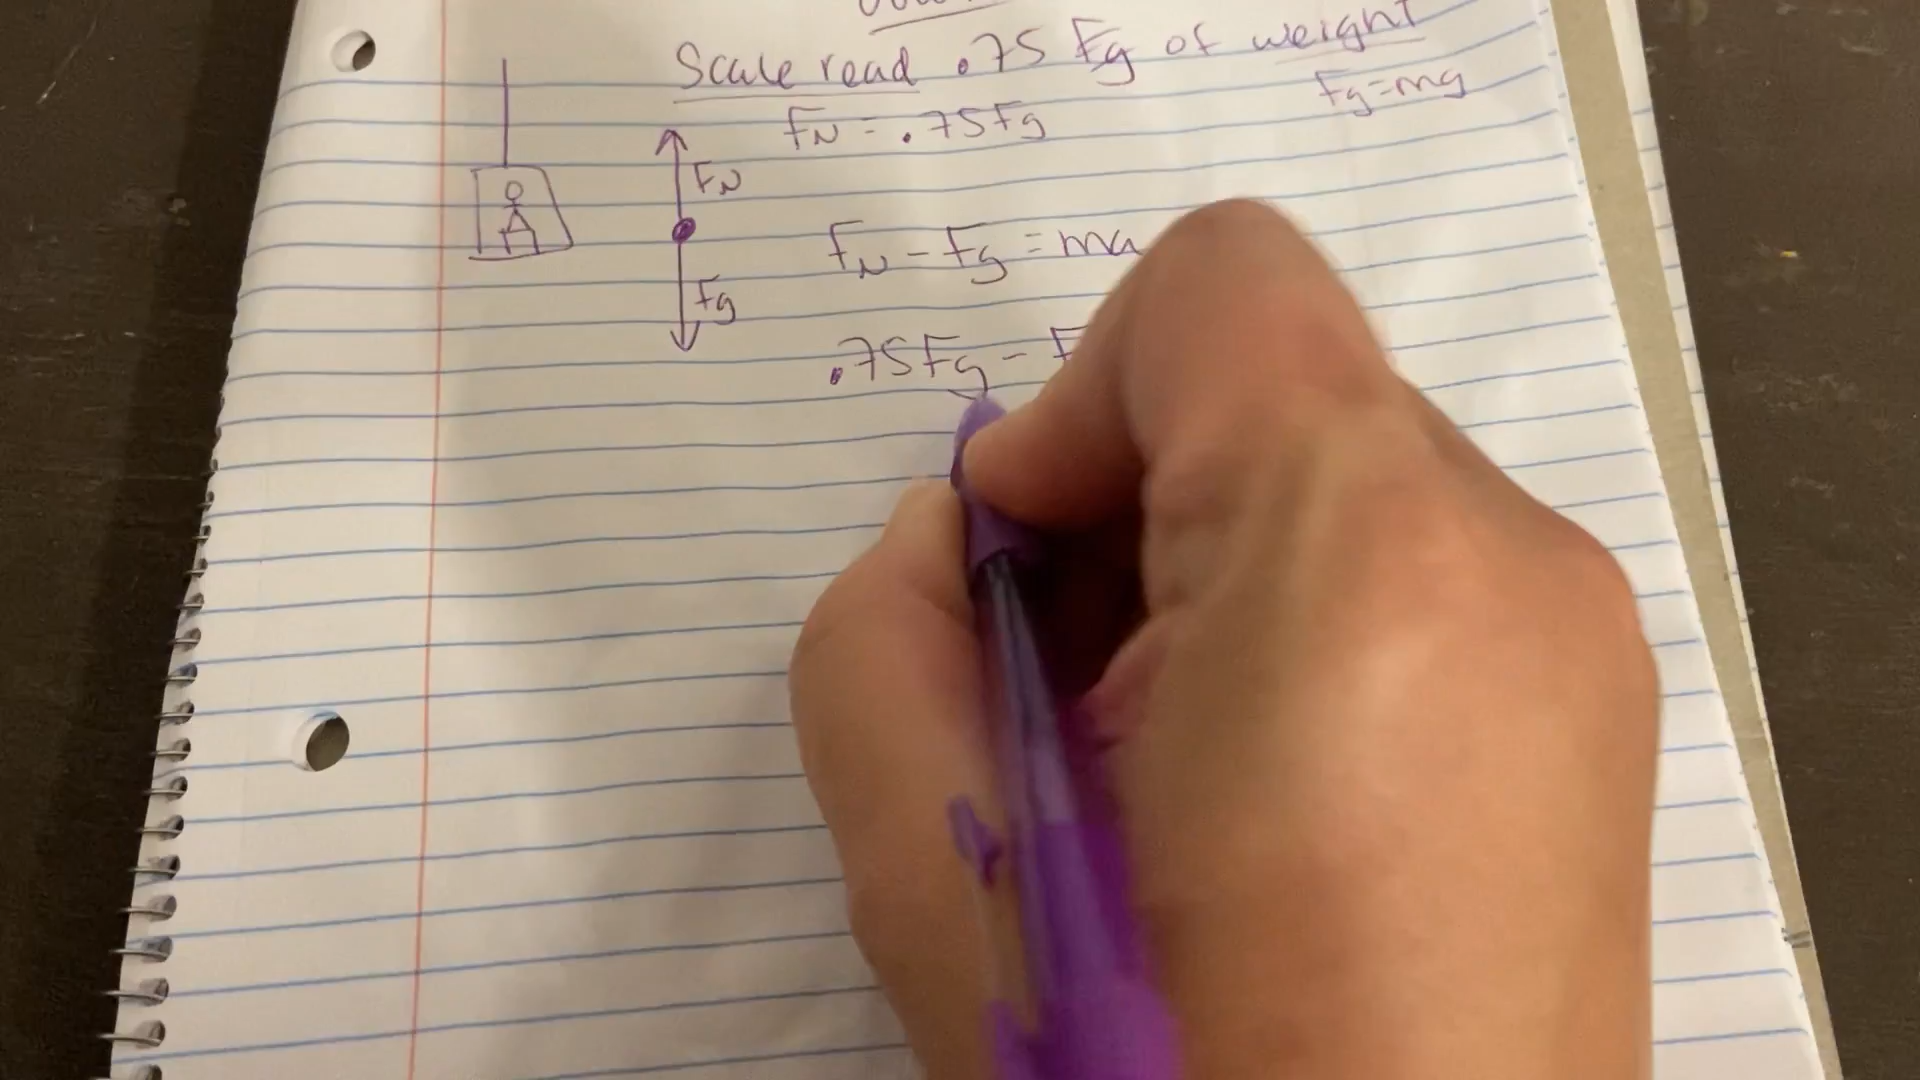 Scale read .75 Fg of weight
Fg=mg
FN = .75Fg
FN
FN - Fg = ma
Fg
.75Fg - F